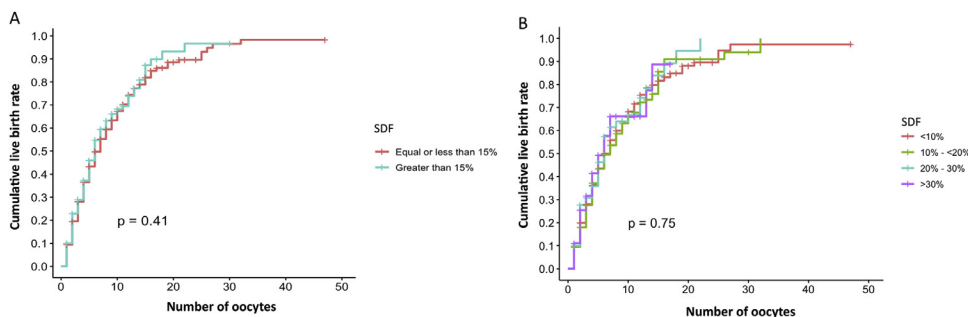 A
Cumulative live birth rate
1.0
0.9
0.8
0.7
0.6
0.5
0.4
0.3
0.2
0.1
0.0
p = 0.41
0 10 20 30 40 50
Number of oocytes
SDF
Equal or less than 15%
Greater than 15%
B
Cumulative live birth rate
1.0
0.9
0.8
0.7
0.6
0.5
0.4
0.3
0.2
0.1
0.0
p = 0.75
0 10 20 30 40 50
Number of oocytes
SDF
<10%
10% - <20%
20% - 30%
>30%